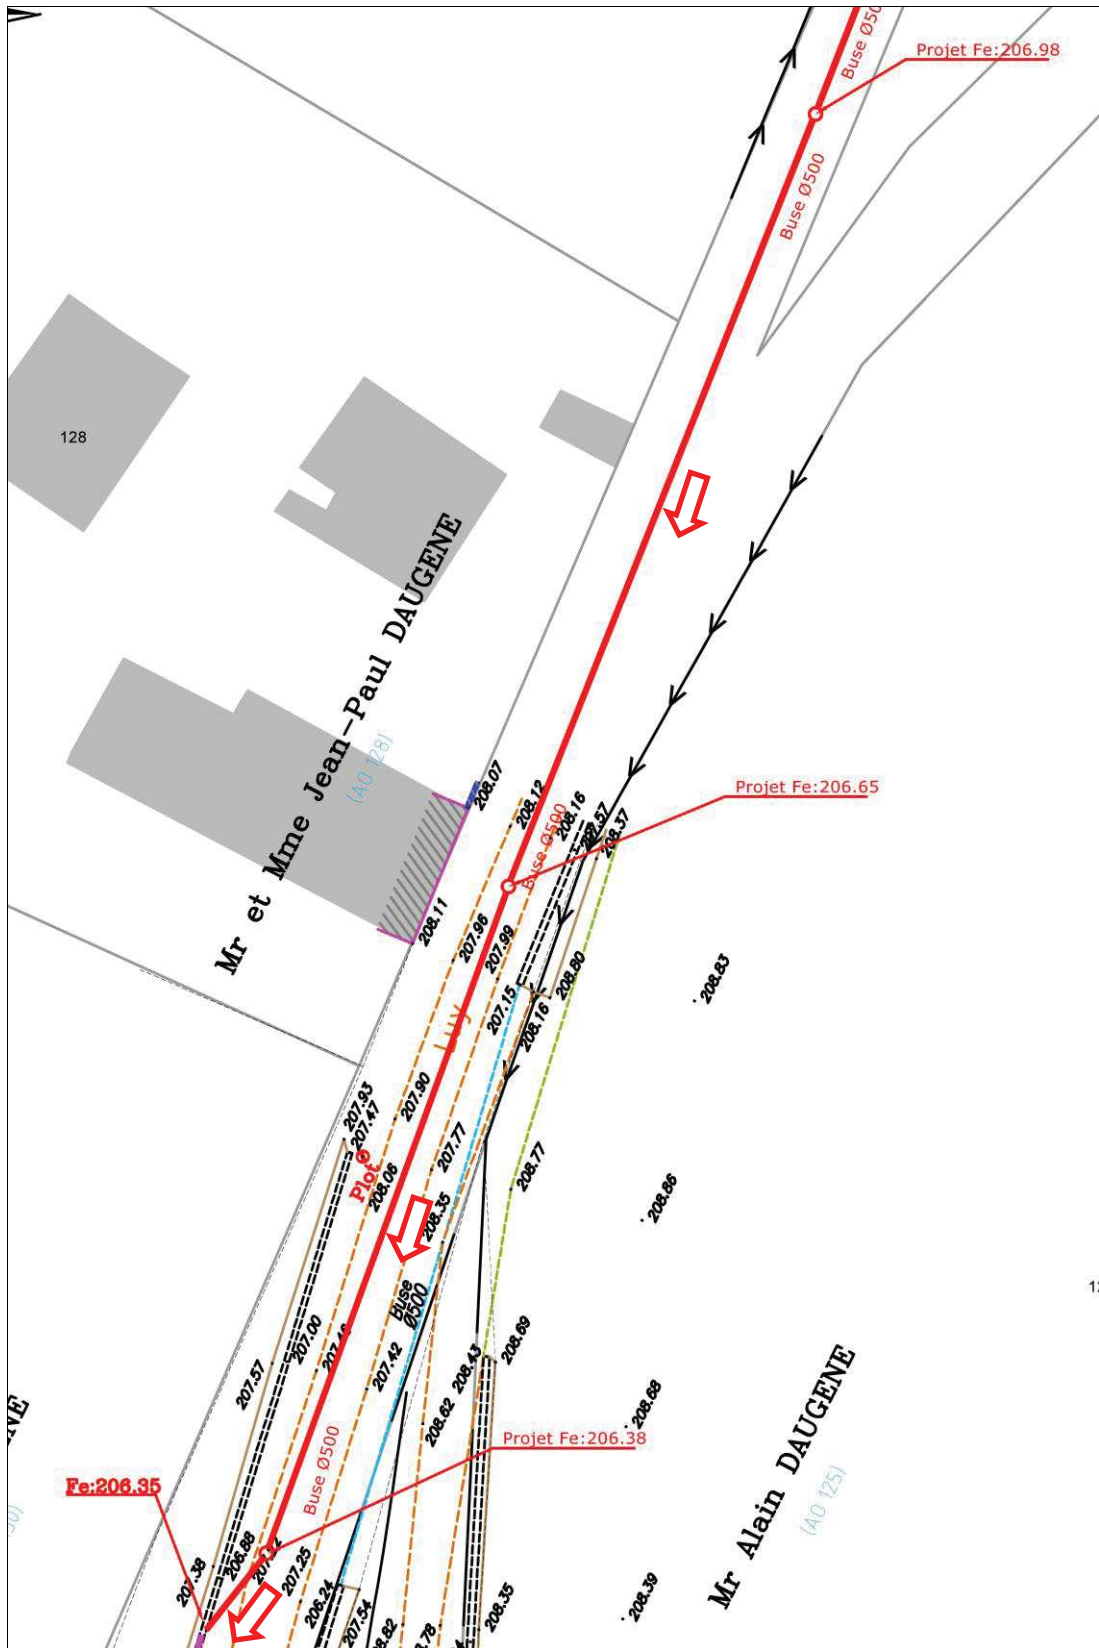 Buse Ø50
Projet Fe:206.98
Buse Ø500
128
Mr et Mme Jean-Paul DAUGENE
(AO 128)
208.07
208.12
208.16
208.37
Projet Fe:206.65
Buse Ø500
208.11
207.96
207.99
208.80
208.83
207.15
208.16
Luy
207.93
207.47
207.90
207.77
Plot
208.06
208.35
208.77
208.86
Buse
Ø500
207.00
207.57
207.42
208.43
208.69
208.62
208.68
Projet Fe:206.38
Buse Ø500
Fe:206.35
Mr Alain DAUGENE
(AO 125)
207.38
206.88
207.25
206.24
207.54
208.35
208.39